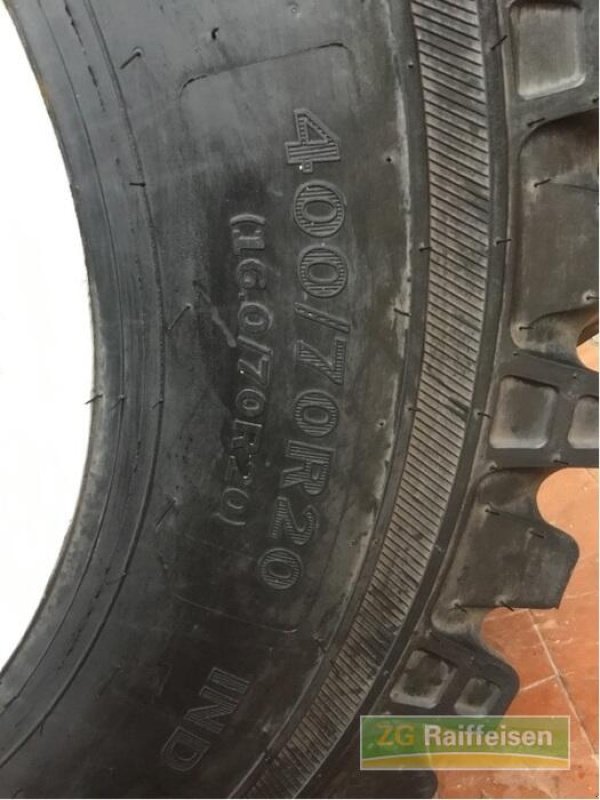 400/70R20
(16.0/70R20)
IND
ZG Raiffeisen